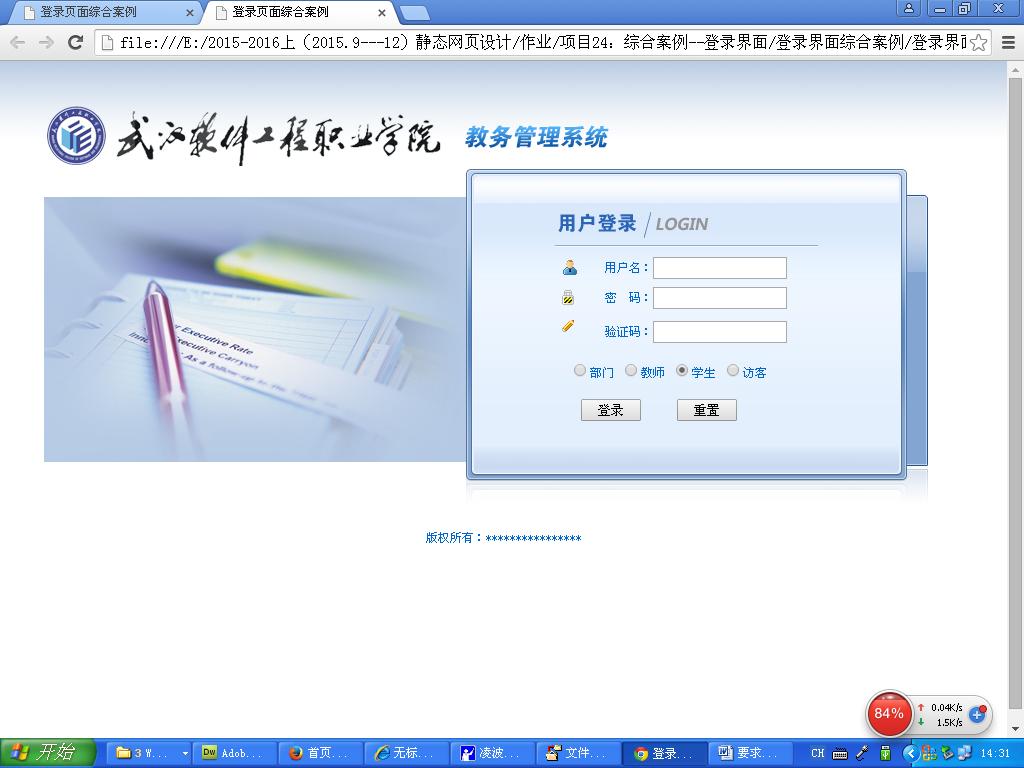 登录页面综合案例
登录页面综合案例
file:///E:/2015-2016上（2015.9---12）静态网页设计/作业/项目24：综合案例--登录界面/登录界面综合案例/登录界面
武汉软件工程职业学院
教务管理系统
用户登录 / LOGIN
用户名：
密 码：
验证码：
部门 教师 学生 访客
登录 重置
Executive Rate
Executive Carryon
As a follow-up to the
版权所有：****************
84%
0.04K/s
1.5K/s
开始
3 W...
Dw Adob...
首页...
无标...
凌波...
文件...
登录...
要求...
CH
14:31